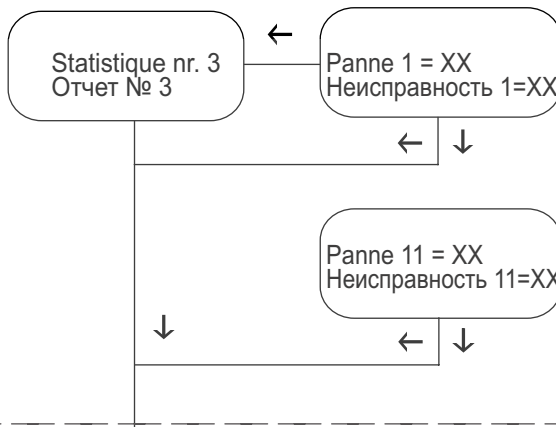 Statistique nr. 3
Отчет № 3
Panne 1 = XX
Неисправность 1=XX
Panne 11 = XX
Неисправность 11=XX